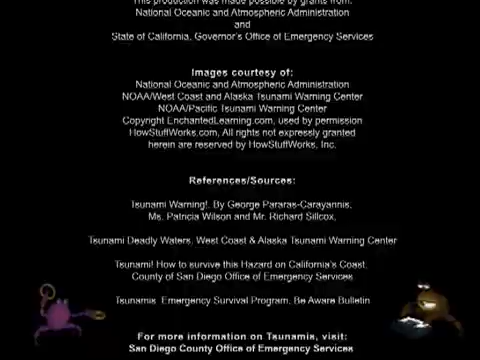 This production was made possible by grants from:
National Oceanic and Atmospheric Administration
and
State of California, Governor's Office of Emergency Services
Images courtesy of:
National Oceanic and Atmospheric Administration
NOAA/West Coast and Alaska Tsunami Warning Center
NOAA/Pacific Tsunami Warning Center
Copyright EnchantedLearning.com, used by permission
HowStuffWorks.com, All rights not expressly granted
herein are reserved by HowStuffWorks, Inc.
References/Sources:
Tsunami Warning!, By George Pararas-Carayannis,
Ms. Patricia Wilson and Mr. Richard Sillcox,
Tsunami Deadly Waters, West Coast & Alaska Tsunami Warning Center
Tsunami! How to survive this Hazard on California's Coast,
County of San Diego Office of Emergency Services
Tsunamis Emergency Survival Program, Be Aware Bulletin
For more information on Tsunamis, visit:
San Diego County Office of Emergency Services